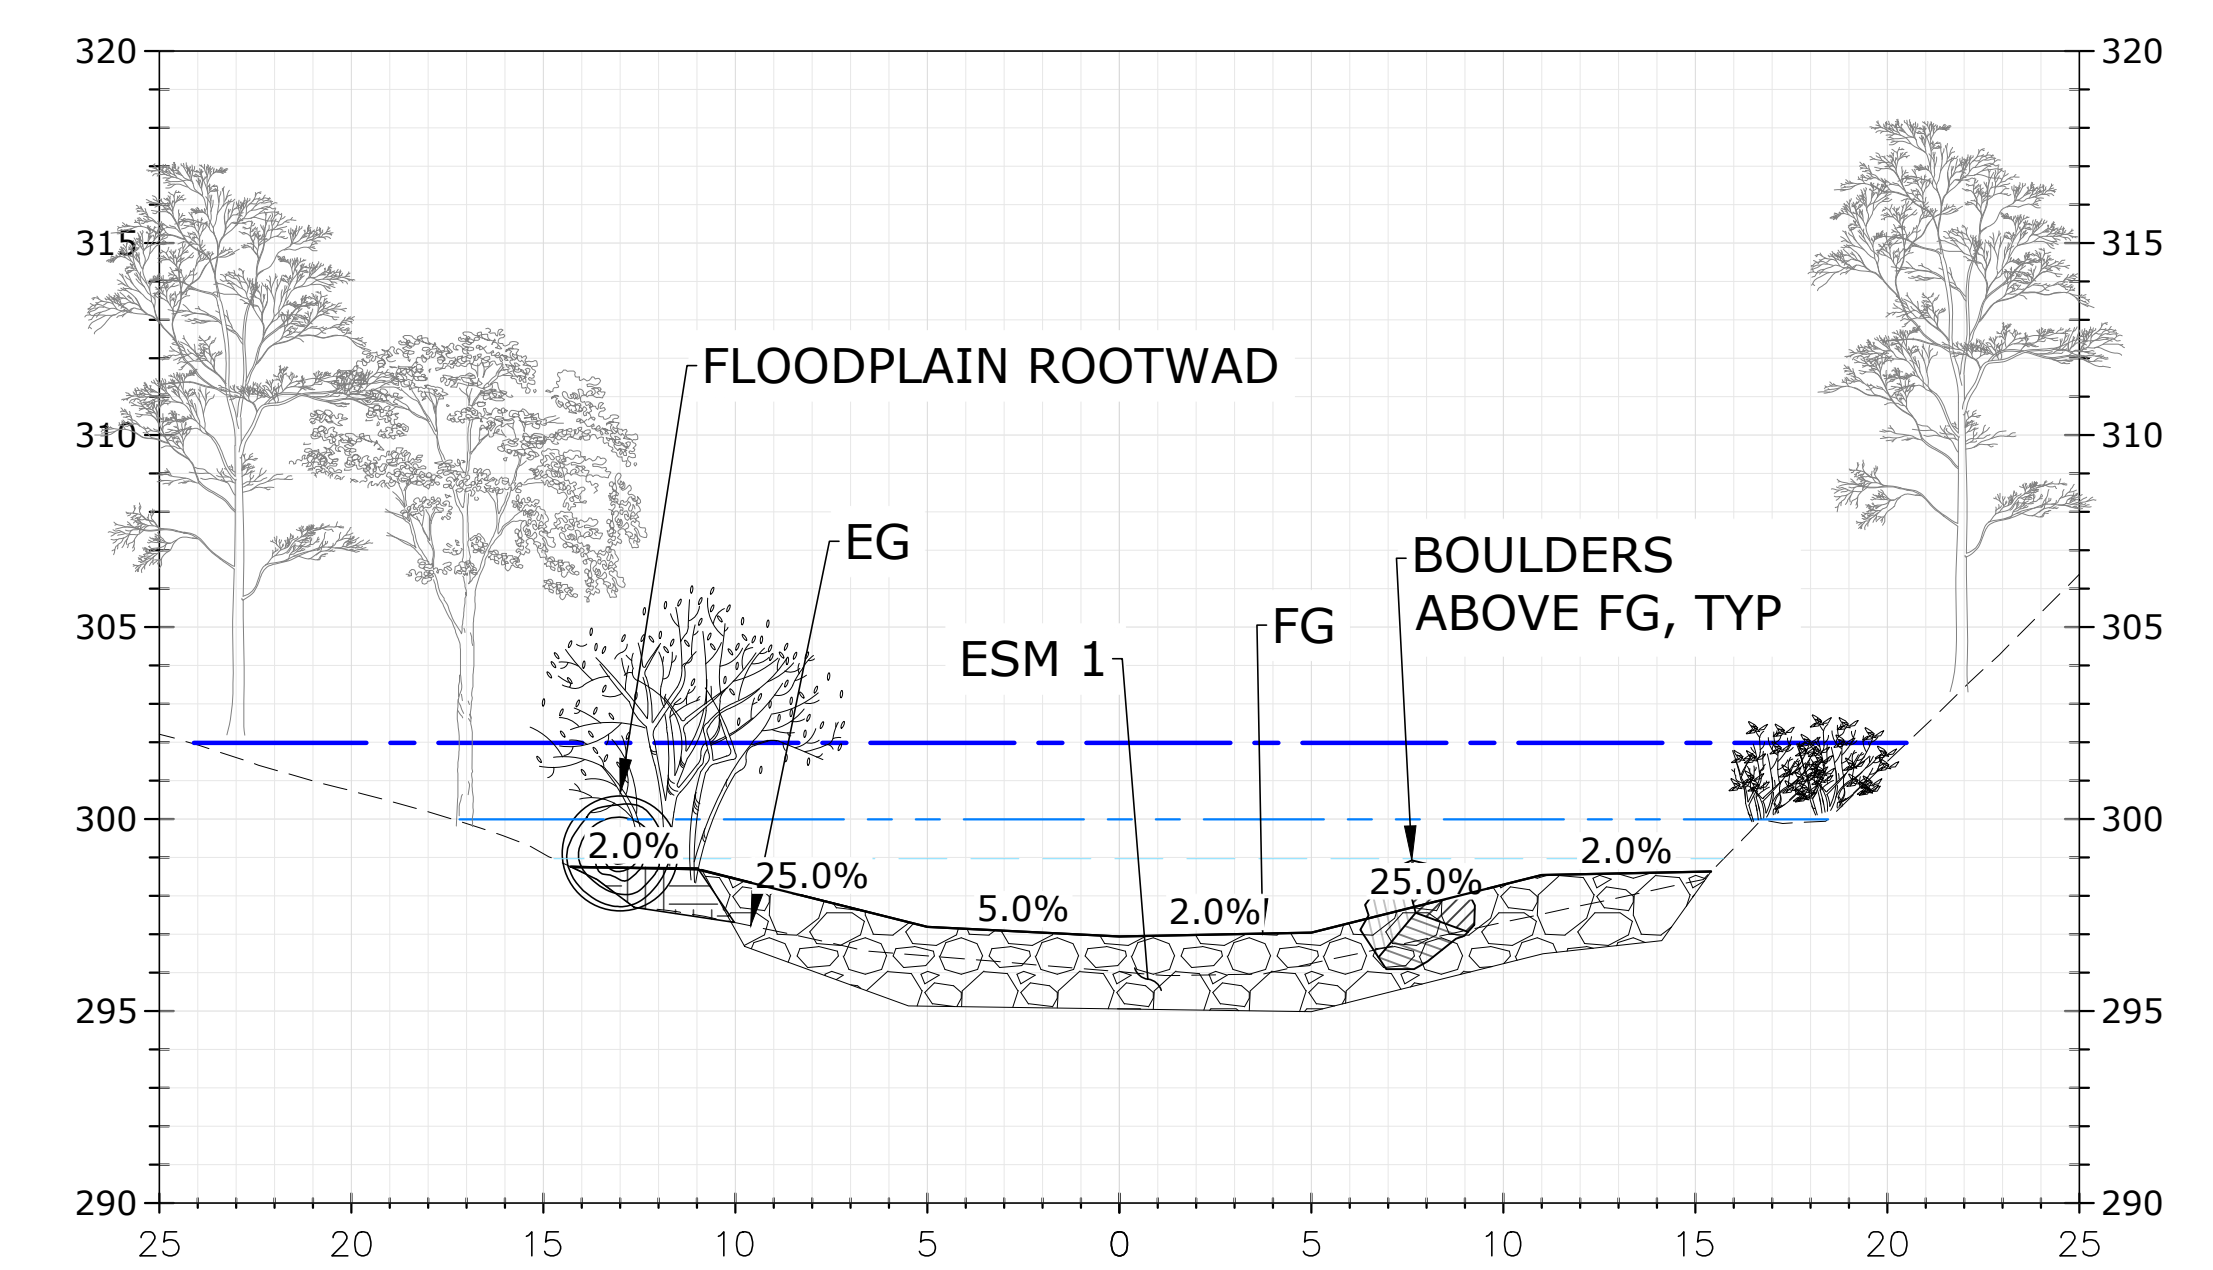 320 320
315 315
FLOODPLAIN ROOTWAD
310 310
EG
BOULDERS
ABOVE FG, TYP
FG
305 305
ESM 1
300 300
2.0%
2.0%
25.0%
25.0%
5.0%
2.0%
295 295
290 290
25 20 15 10 5 0 5 10 15 20 25